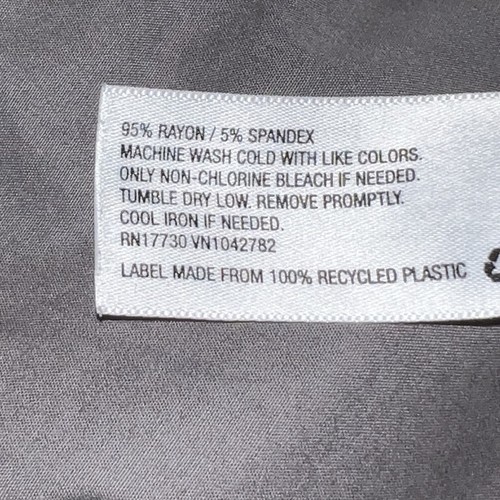 95% RAYON / 5% SPANDEX
MACHINE WASH COLD WITH LIKE COLORS.
ONLY NON-CHLORINE BLEACH IF NEEDED.
TUMBLE DRY LOW. REMOVE PROMPTLY.
COOL IRON IF NEEDED.
RN17730 VN1042782
LABEL MADE FROM 100% RECYCLED PLASTIC